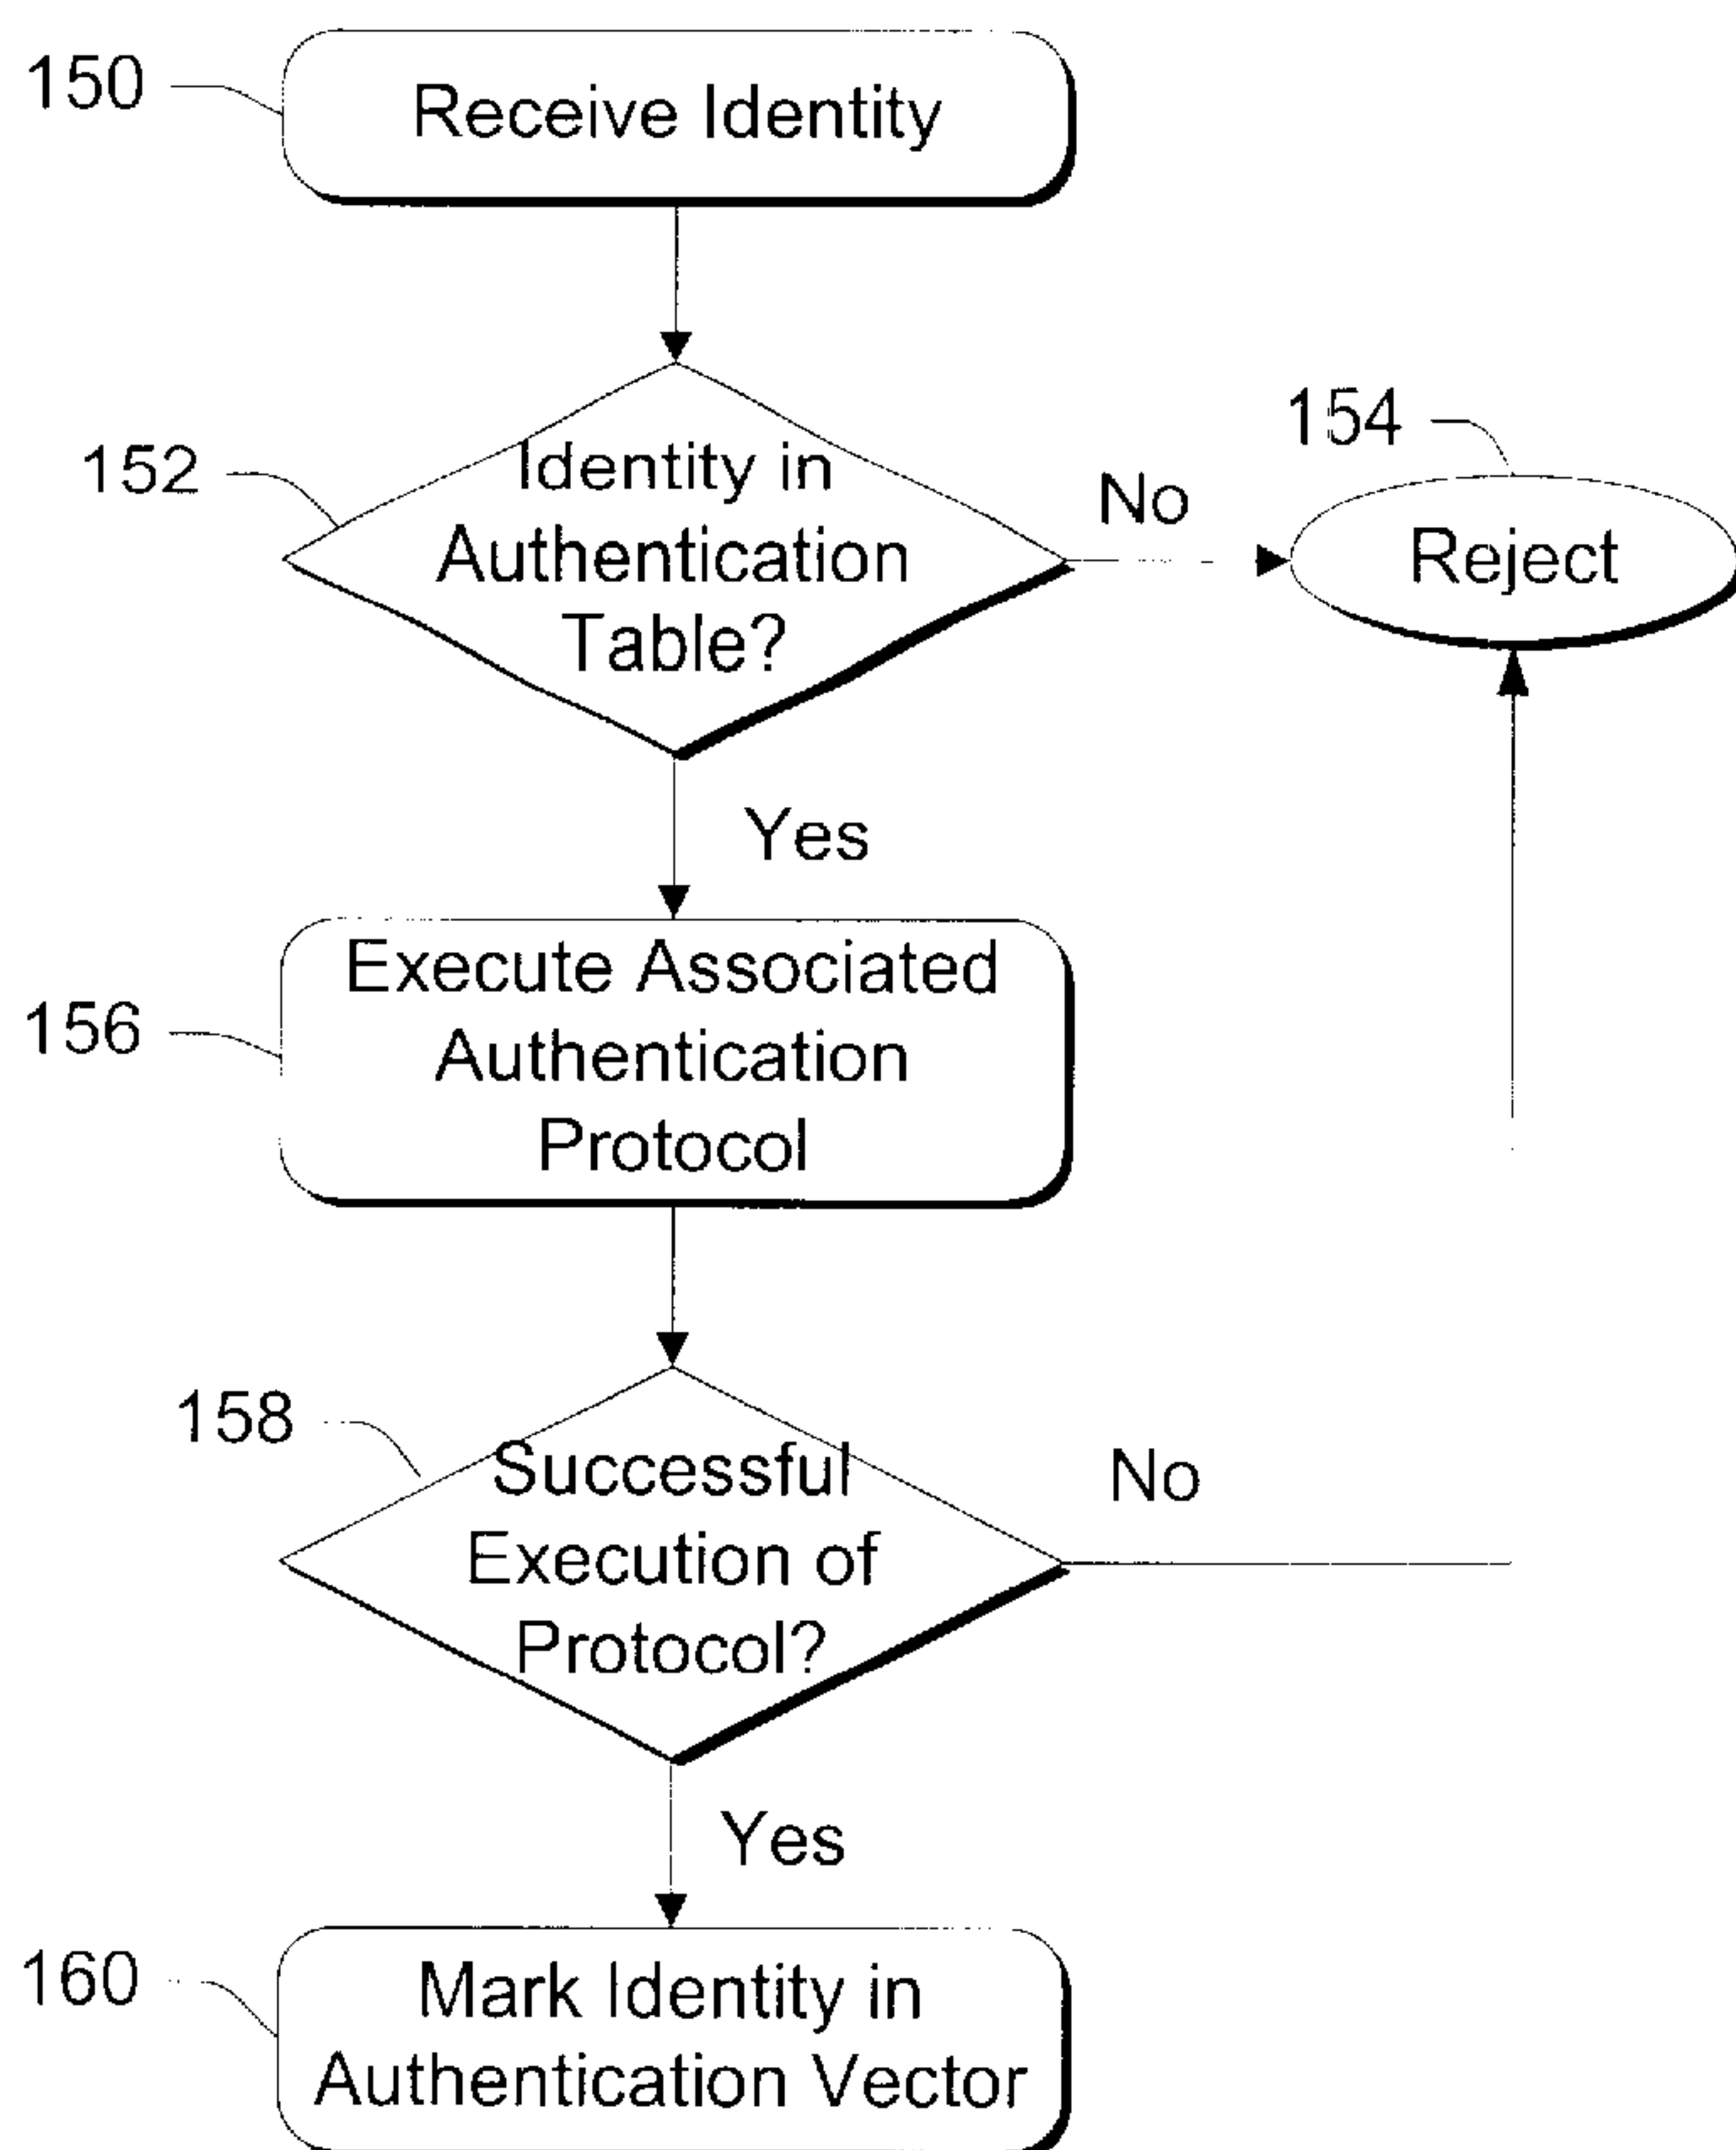 150
Receive Identity
152
Identity in
Authentication
Table?
No
154
Reject
Yes
156
Execute Associated
Authentication
Protocol
158
Successful
Execution of
Protocol?
No
Yes
160
Mark Identity in
Authentication Vector